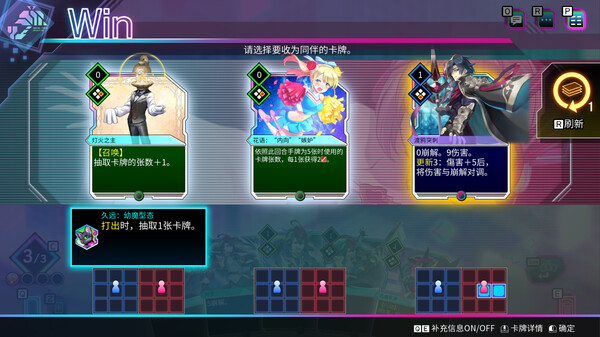 Win
O
R
P
请选择要收为同伴的卡牌。
0
灯火之主
【召唤】
抽取卡牌的张数+1。
0
花语：“内向”“嫉妒”
依照此回合手牌为5张时使用的
卡牌张数，每1张获得2
1
0崩解。9伤害。
更新3：傷害+5后，
将伤害与崩解对调。
1
R刷新
久远：幼魔型态
打出时，抽取1张卡牌。
3/3
C
Q E 补充信息ON/OFF
卡牌详情
确定